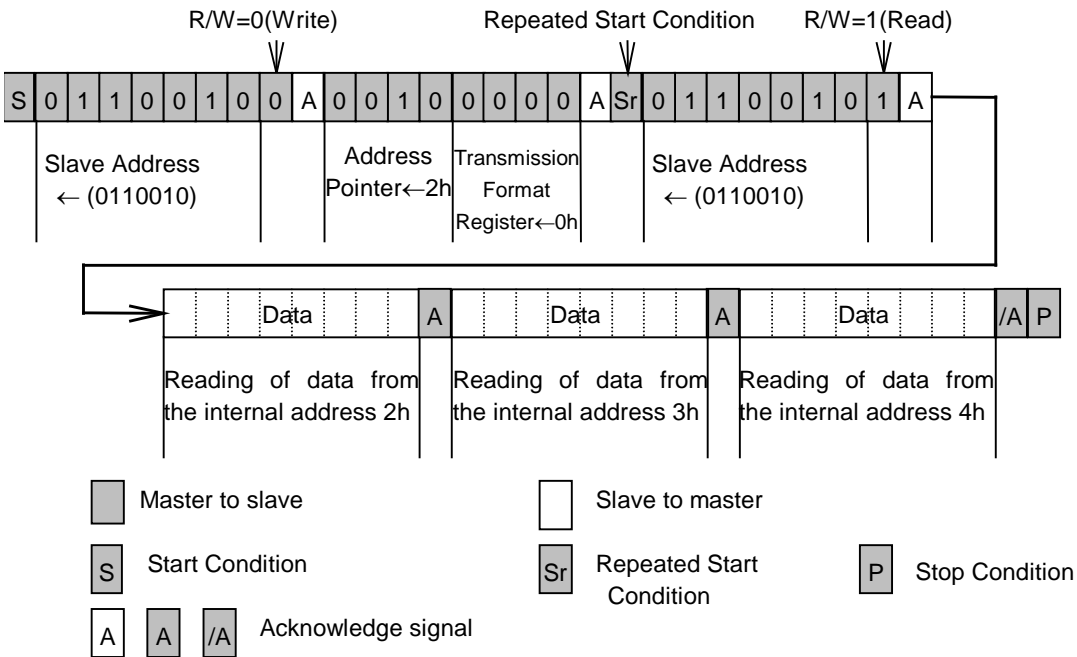 R/W=0(Write) Repeated Start Condition R/W=1(Read)
S 0 1 1 0 0 1 0 0 A 0 0 1 0 0 0 0 0 A Sr 0 1 1 0 0 1 0 1 A
Slave Address
← (0110010)
Address
Pointer←2h
Transmission
Format
Register←0h
Slave Address
← (0110010)
Data A Data A Data /A P
Reading of data from
the internal address 2h
Reading of data from
the internal address 3h
Reading of data from
the internal address 4h
Master to slave
Slave to master
S Start Condition
Sr Repeated Start
Condition
P Stop Condition
A A /A Acknowledge signal